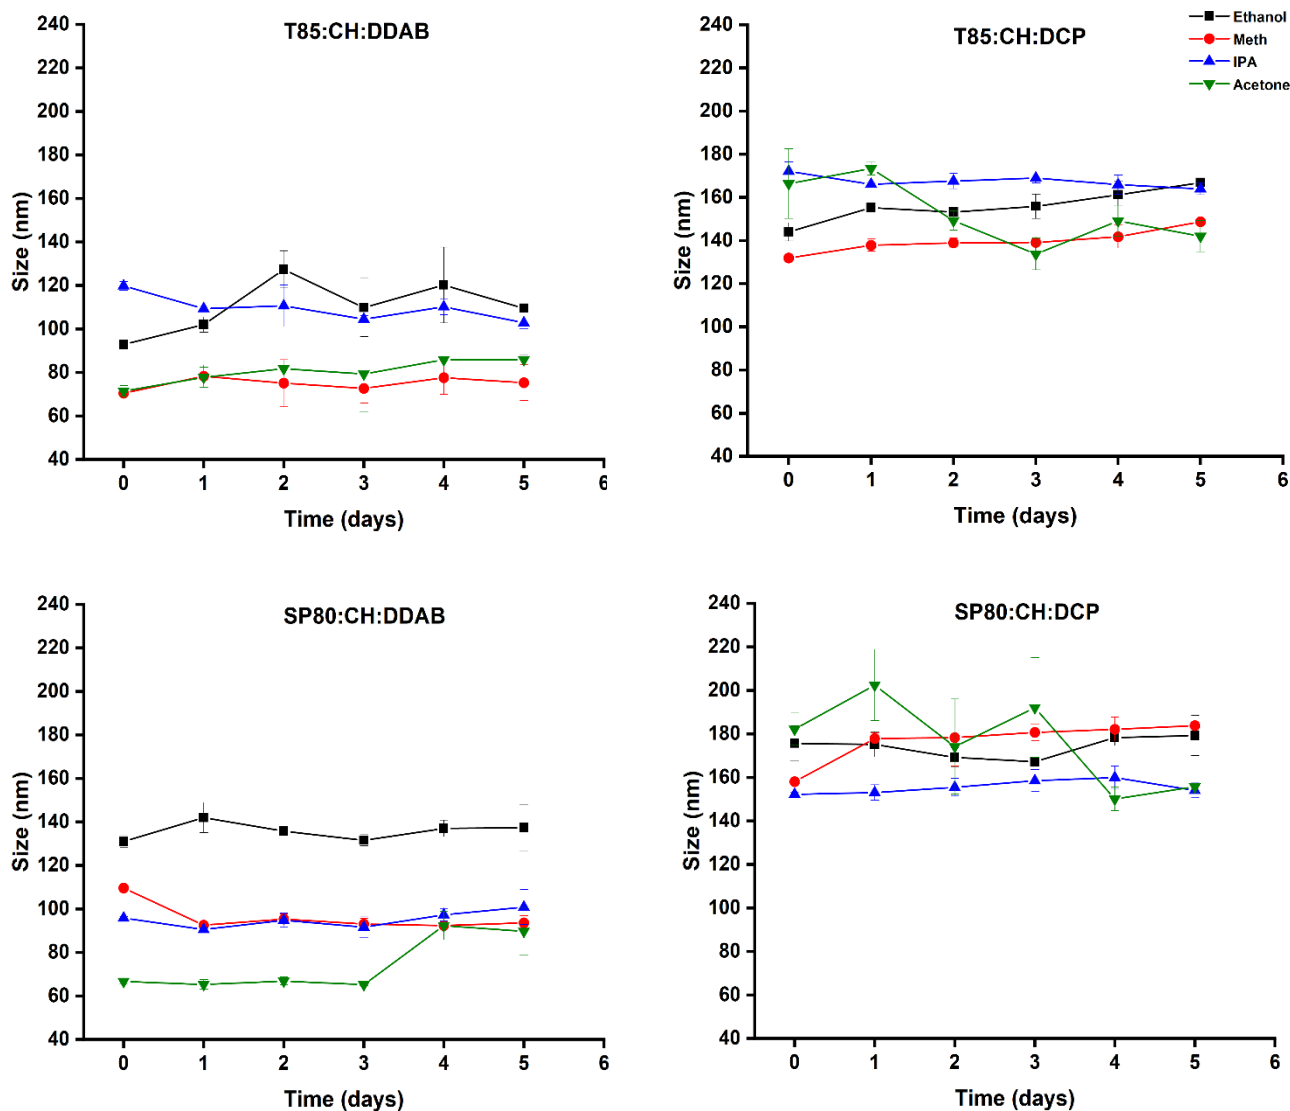 T85:CH:DDAB
240
220
200
180
160
140
120
100
80
60
40
Size (nm)
0 1 2 3 4 5 6
Time (days)
T85:CH:DCP
Ethanol
Meth
IPA
Acetone
240
220
200
180
160
140
120
100
80
60
40
Size (nm)
0 1 2 3 4 5 6
Time (days)
SP80:CH:DDAB
240
220
200
180
160
140
120
100
80
60
40
Size (nm)
0 1 2 3 4 5 6
Time (days)
SP80:CH:DCP
240
220
200
180
160
140
120
100
80
60
40
Size (nm)
0 1 2 3 4 5 6
Time (days)